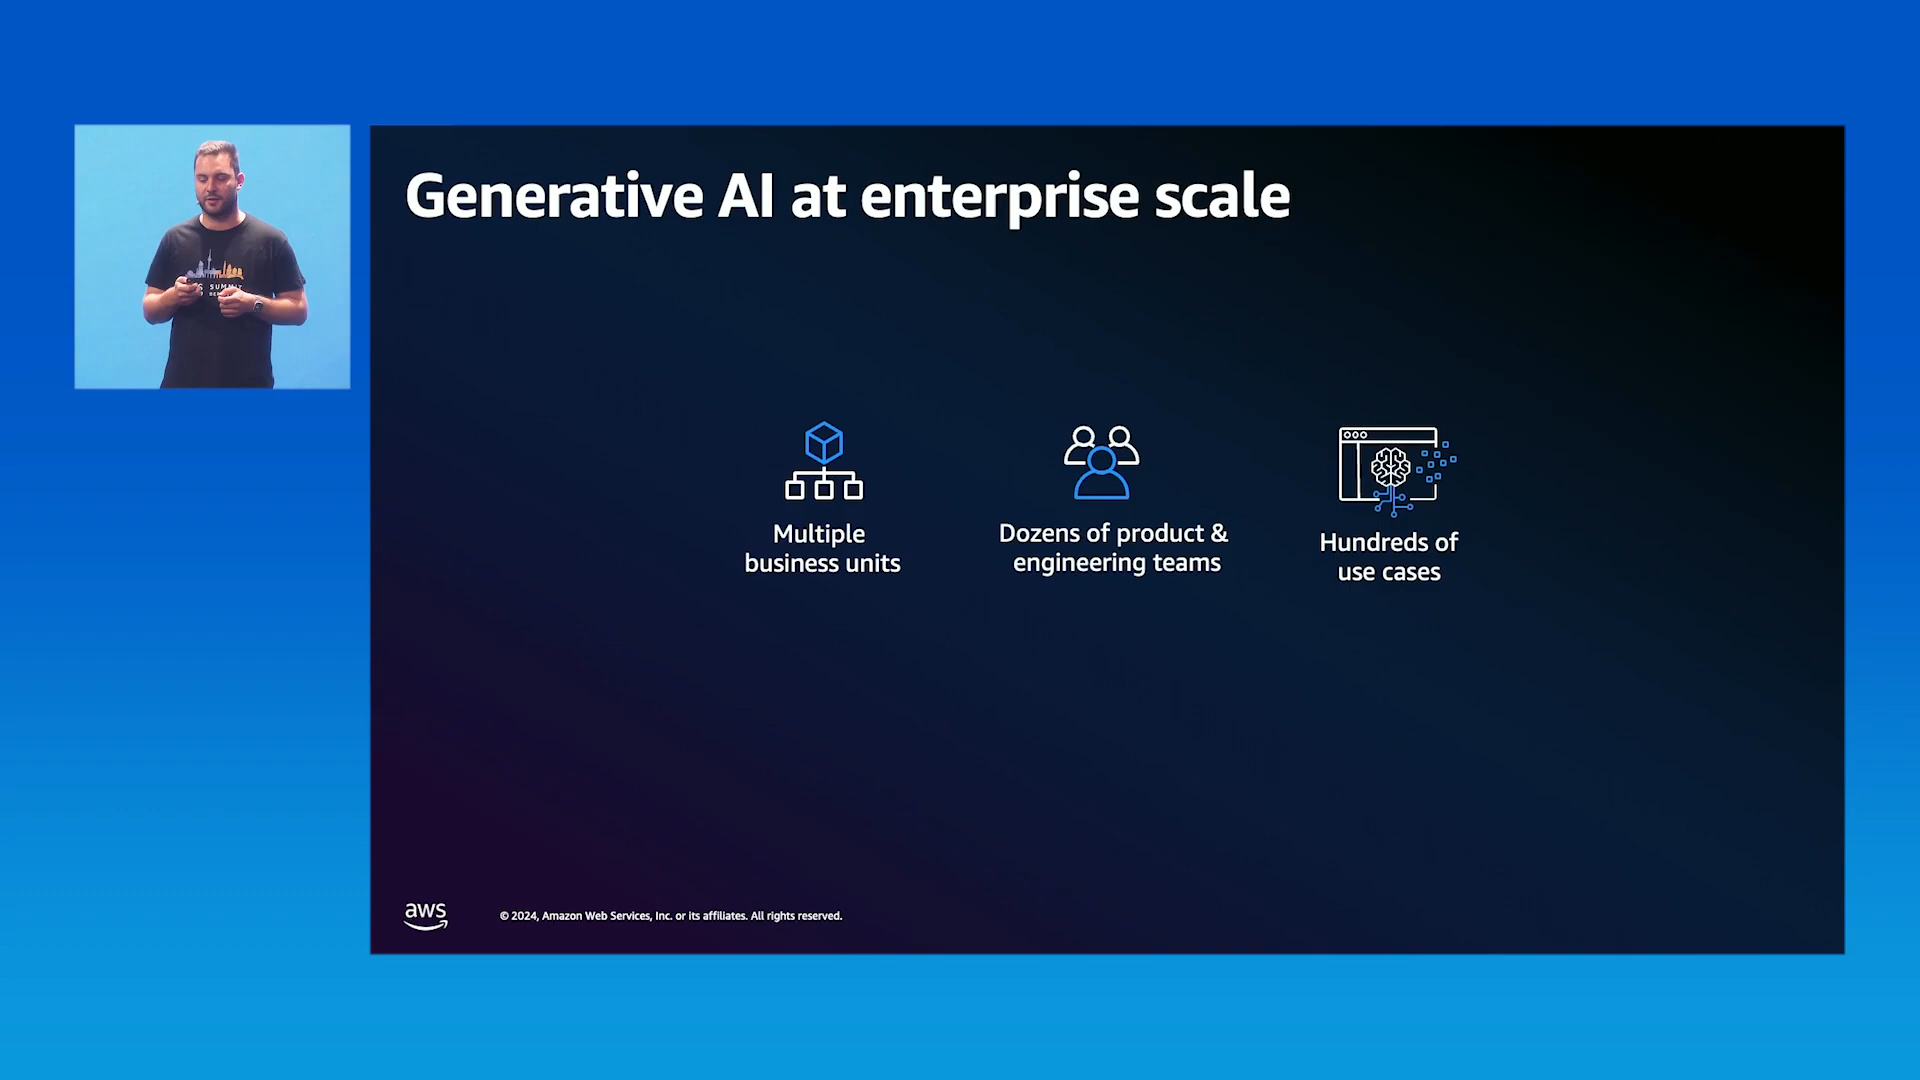 Generative AI at enterprise scale
Multiple
business units
Dozens of product &
engineering teams
Hundreds of
use cases
aws
© 2024, Amazon Web Services, Inc. or its affiliates. All rights reserved.
SUMMIT